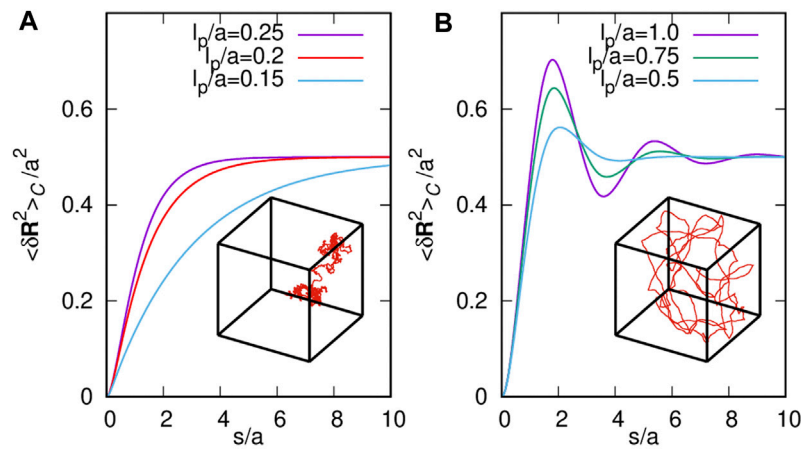 A
l_p/a=0.25
l_p/a=0.2
l_p/a=0.15
0.6
0.4
0.2
0
<δR²>_C/a²
0 2 4 6 8 10
s/a
B
l_p/a=1.0
l_p/a=0.75
l_p/a=0.5
0.6
0.4
0.2
0
<δR²>_C/a²
0 2 4 6 8 10
s/a